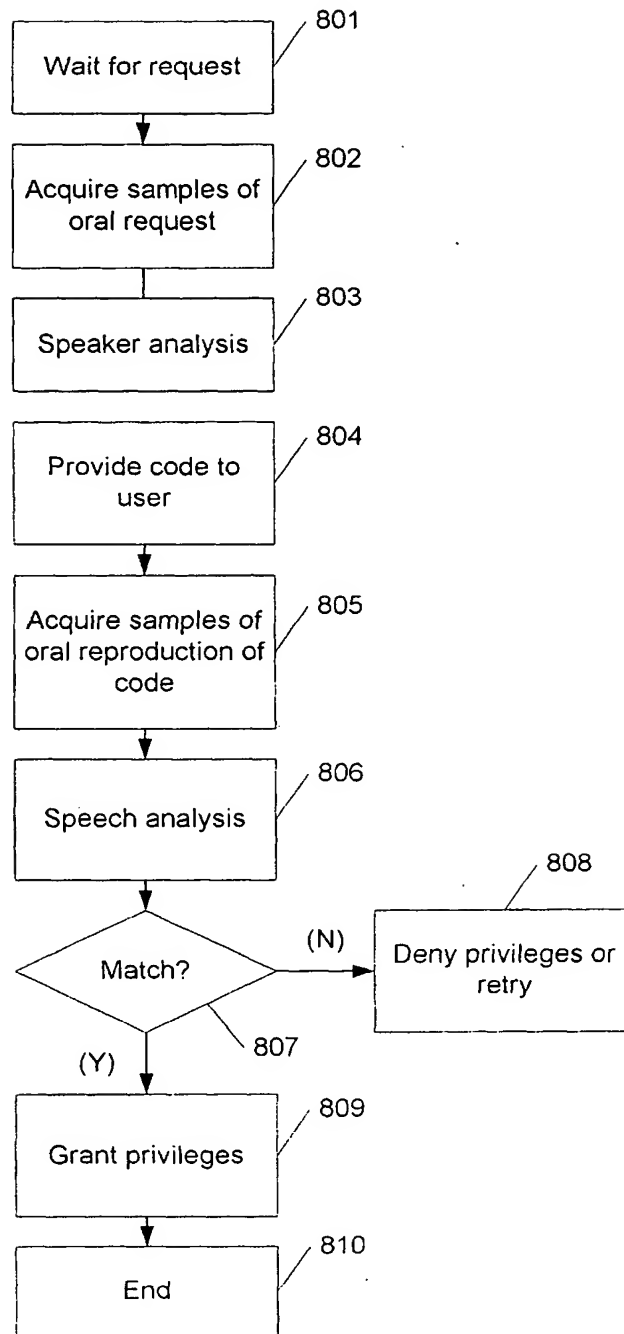 801
Wait for request
802
Acquire samples of
oral request
803
Speaker analysis
804
Provide code to
user
805
Acquire samples of
oral reproduction of
code
806
Speech analysis
808
(N)
Match?
Deny privileges or
retry
807
(Y)
809
Grant privileges
810
End